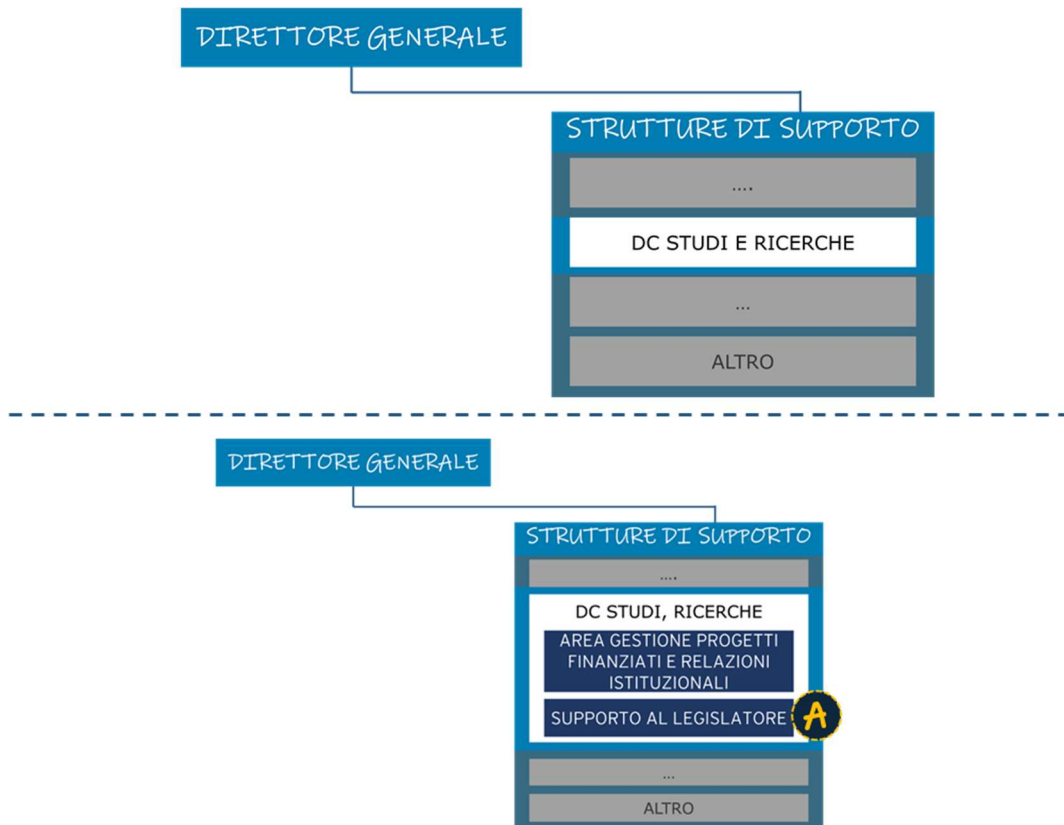 DIRETTORE GENERALE
STRUTTURE DI SUPPORTO
....
DC STUDI E RICERCHE
...
ALTRO
DIRETTORE GENERALE
STRUTTURE DI SUPPORTO
....
DC STUDI, RICERCHE
AREA GESTIONE PROGETTI
FINANZIATI E RELAZIONI
ISTITUZIONALI
SUPPORTO AL LEGISLATORE
A
...
ALTRO